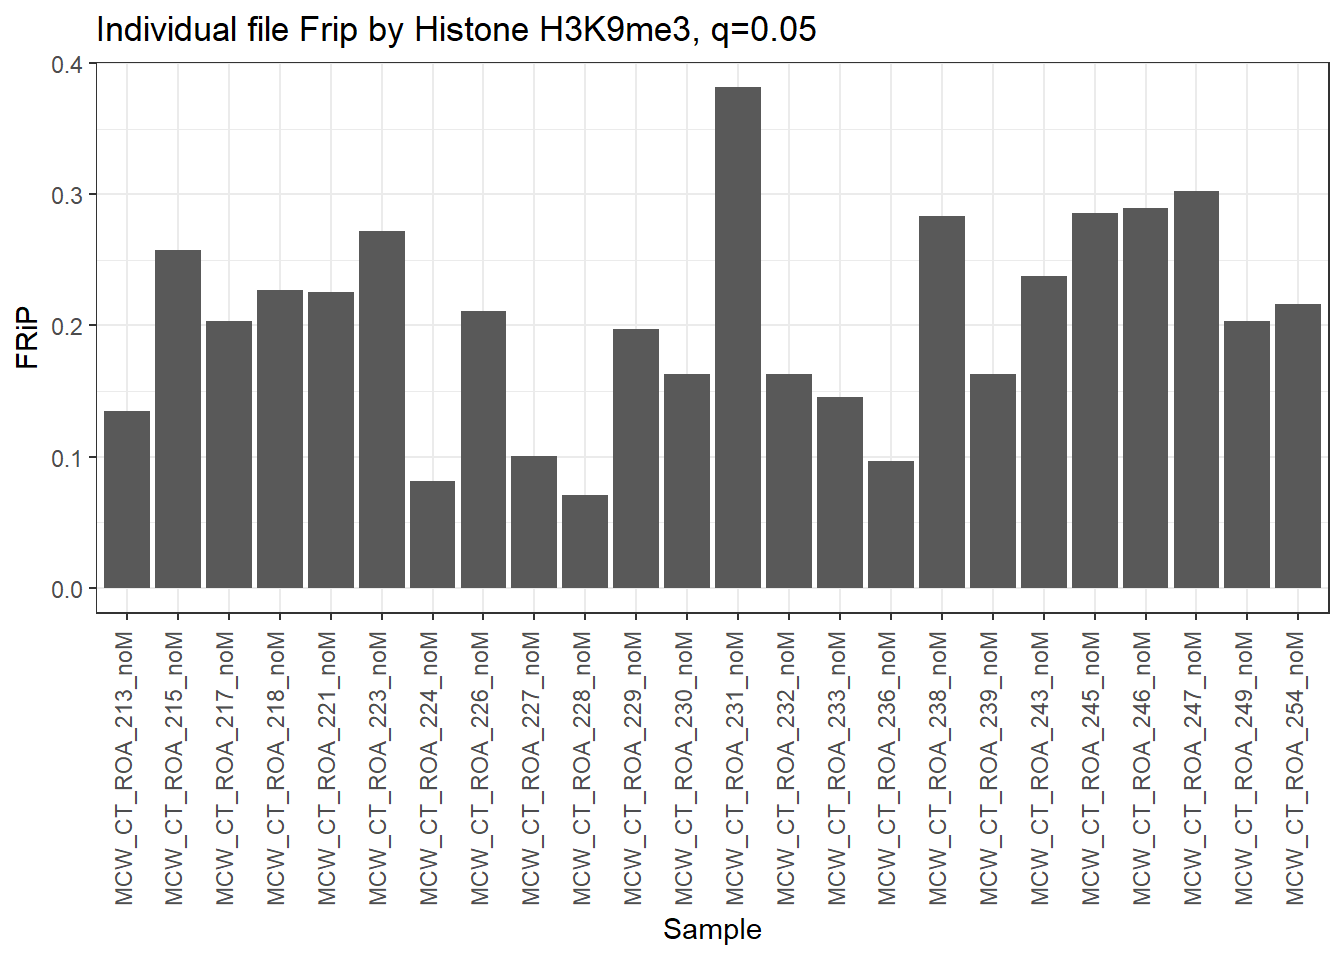 Individual file Frip by Histone H3K9me3, q=0.05
FRiP
0.4
0.3
0.2
0.1
0.0
MCW_CT_ROA_213_noM
MCW_CT_ROA_215_noM
MCW_CT_ROA_217_noM
MCW_CT_ROA_218_noM
MCW_CT_ROA_221_noM
MCW_CT_ROA_223_noM
MCW_CT_ROA_224_noM
MCW_CT_ROA_226_noM
MCW_CT_ROA_227_noM
MCW_CT_ROA_228_noM
MCW_CT_ROA_229_noM
MCW_CT_ROA_230_noM
MCW_CT_ROA_231_noM
MCW_CT_ROA_232_noM
MCW_CT_ROA_233_noM
MCW_CT_ROA_236_noM
MCW_CT_ROA_238_noM
MCW_CT_ROA_239_noM
MCW_CT_ROA_243_noM
MCW_CT_ROA_245_noM
MCW_CT_ROA_246_noM
MCW_CT_ROA_247_noM
MCW_CT_ROA_249_noM
MCW_CT_ROA_254_noM
Sample